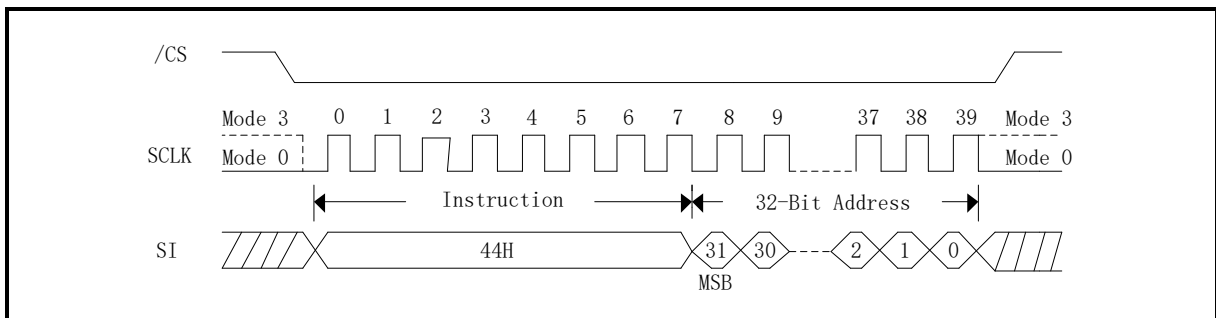 /CS
Mode 3 0 1 2 3 4 5 6 7 8 9 37 38 39 Mode 3
SCLK Mode 0 Mode 0
Instruction 32-Bit Address
SI 44H 31 30 2 1 0
MSB